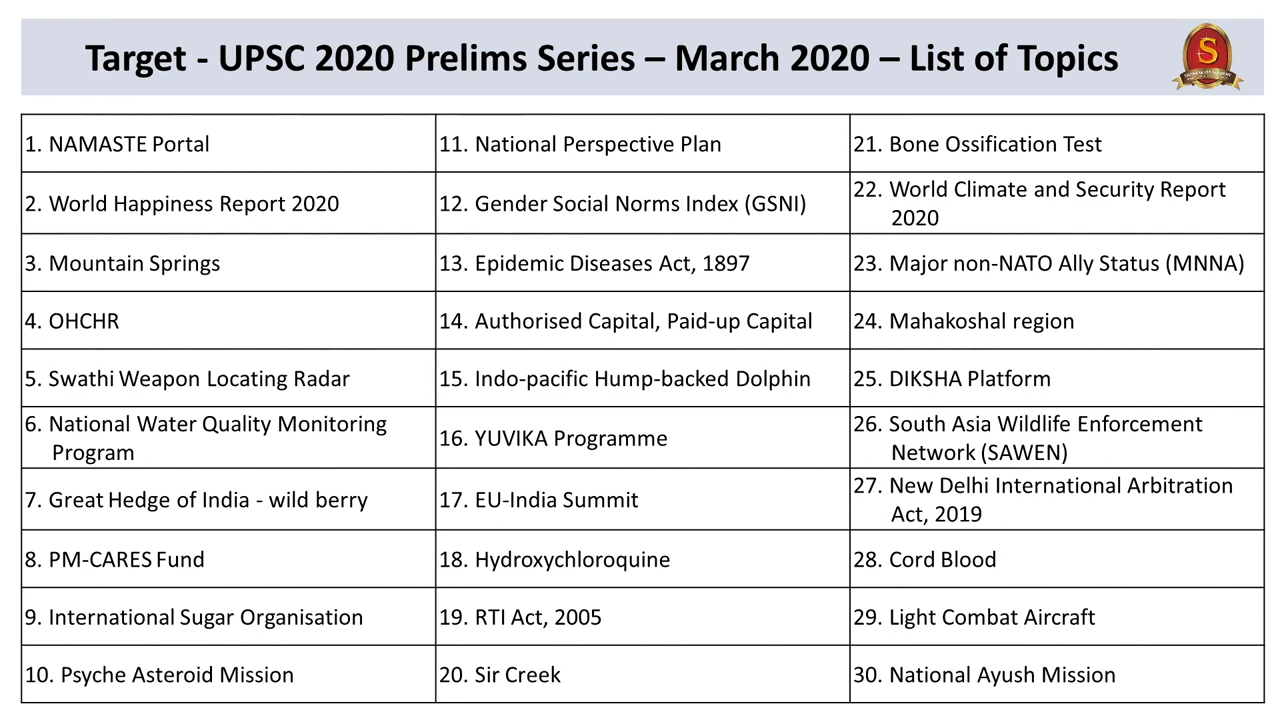 Target - UPSC 2020 Prelims Series – March 2020 – List of Topics
S
1. NAMASTE Portal
11. National Perspective Plan
21. Bone Ossification Test
2. World Happiness Report 2020
12. Gender Social Norms Index (GSNI)
22. World Climate and Security Report
2020
3. Mountain Springs
13. Epidemic Diseases Act, 1897
23. Major non-NATO Ally Status (MNNA)
4. OHCHR
14. Authorised Capital, Paid-up Capital
24. Mahakoshal region
5. Swathi Weapon Locating Radar
15. Indo-pacific Hump-backed Dolphin
25. DIKSHA Platform
6. National Water Quality Monitoring
Program
16. YUVIKA Programme
26. South Asia Wildlife Enforcement
Network (SAWEN)
7. Great Hedge of India - wild berry
17. EU-India Summit
27. New Delhi International Arbitration
Act, 2019
8. PM-CARES Fund
18. Hydroxychloroquine
28. Cord Blood
9. International Sugar Organisation
19. RTI Act, 2005
29. Light Combat Aircraft
10. Psyche Asteroid Mission
20. Sir Creek
30. National Ayush Mission